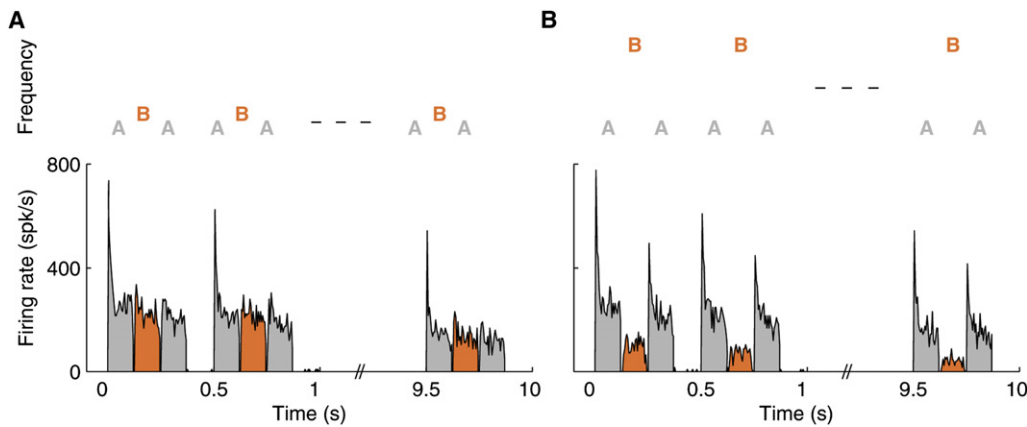 A
Frequency
B B B
A A A A A A
800
400
0
Firing rate (spk/s)
0 0.5 1 9.5 10
Time (s)
B
B B B
A A A A A A
0 0.5 1 9.5 10
Time (s)